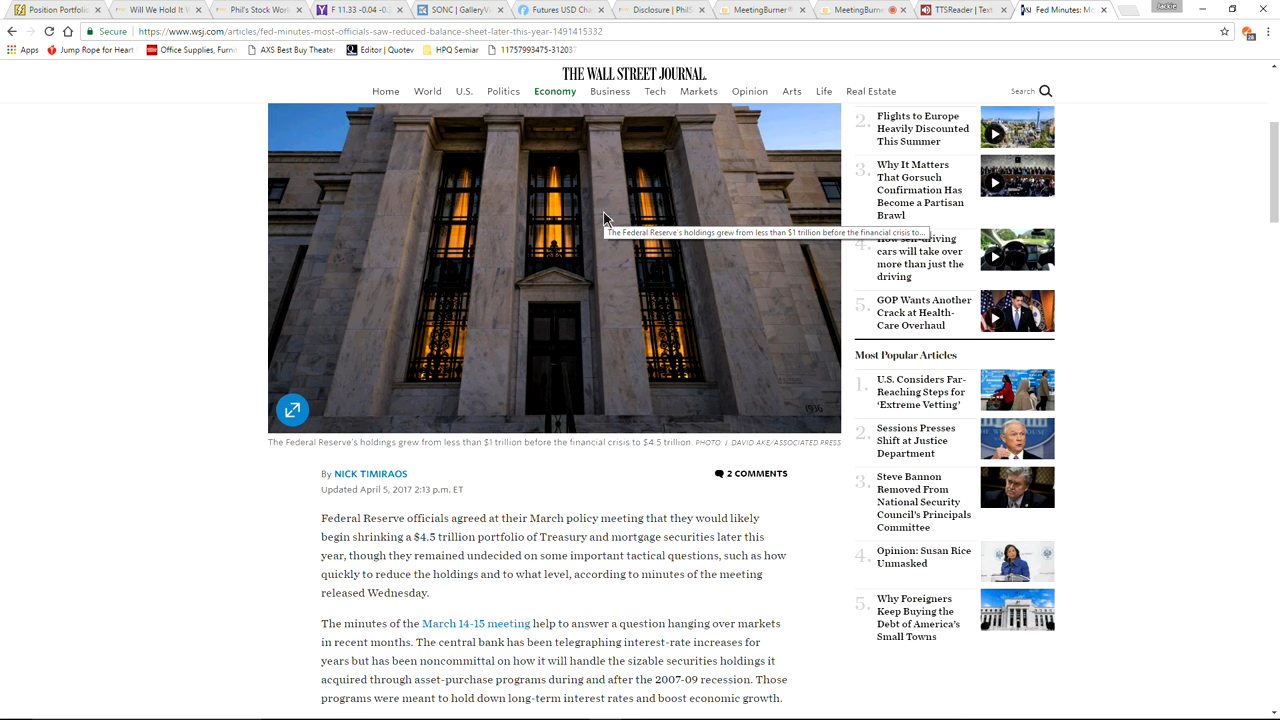 Position Portfolio
Will We Hold It W
Phil's Stock World
F 11.33 -0.04 -0.
SONC | GalleryVi
Futures USD Cha
Disclosure | PhilS
MeetingBurner
MeetingBurne
TTSReader | Text
Fed Minutes: Mo
Jackie
Secure
https://www.wsj.com/articles/fed-minutes-most-officials-saw-reduced-balance-sheet-later-this-year-1491415332
28
Apps
Jump Rope for Heart
Office Supplies, Furni
AXS Best Buy Theater
Editor | Quotev
HPQ Semiar
11757993475-312037
THE WALL STREET JOURNAL.
Home World U.S. Politics Economy Business Tech Markets Opinion Arts Life Real Estate
Search
The Federal Reserve's holdings grew from less than $1 trillion before the financial crisis to...
The Federal Reserve's holdings grew from less than $1 trillion before the financial crisis to $4.5 trillion. PHOTO: J. DAVID AKE/ASSOCIATED PRESS
By NICK TIMIRAOS
2 COMMENTS
Updated April 5, 2017 2:13 p.m. ET
Federal Reserve officials agreed at their March policy meeting that they would likely
begin shrinking a $4.5 trillion portfolio of Treasury and mortgage securities later this
year, though they remained undecided on some important tactical questions, such as how
quickly to reduce the holdings and to what level, according to minutes of the meeting
released Wednesday.
minutes of the March 14-15 meeting help to answer a question hanging over markets
in recent months. The central bank has been telegraphing interest-rate increases for
years but has been noncommittal on how it will handle the sizable securities holdings it
acquired through asset-purchase programs during and after the 2007-09 recession. Those
programs were meant to hold down long-term interest rates and boost economic growth.
2.
Flights to Europe
Heavily Discounted
This Summer
3.
Why It Matters
That Gorsuch
Confirmation Has
Become a Partisan
Brawl
4.
How self-driving
cars will take over
more than just the
driving
5.
GOP Wants Another
Crack at Health-
Care Overhaul
Most Popular Articles
1.
U.S. Considers Far-
Reaching Steps for
‘Extreme Vetting’
2.
Sessions Presses
Shift at Justice
Department
3.
Steve Bannon
Removed From
National Security
Council’s Principals
Committee
4.
Opinion: Susan Rice
Unmasked
5.
Why Foreigners
Keep Buying the
Debt of America’s
Small Towns